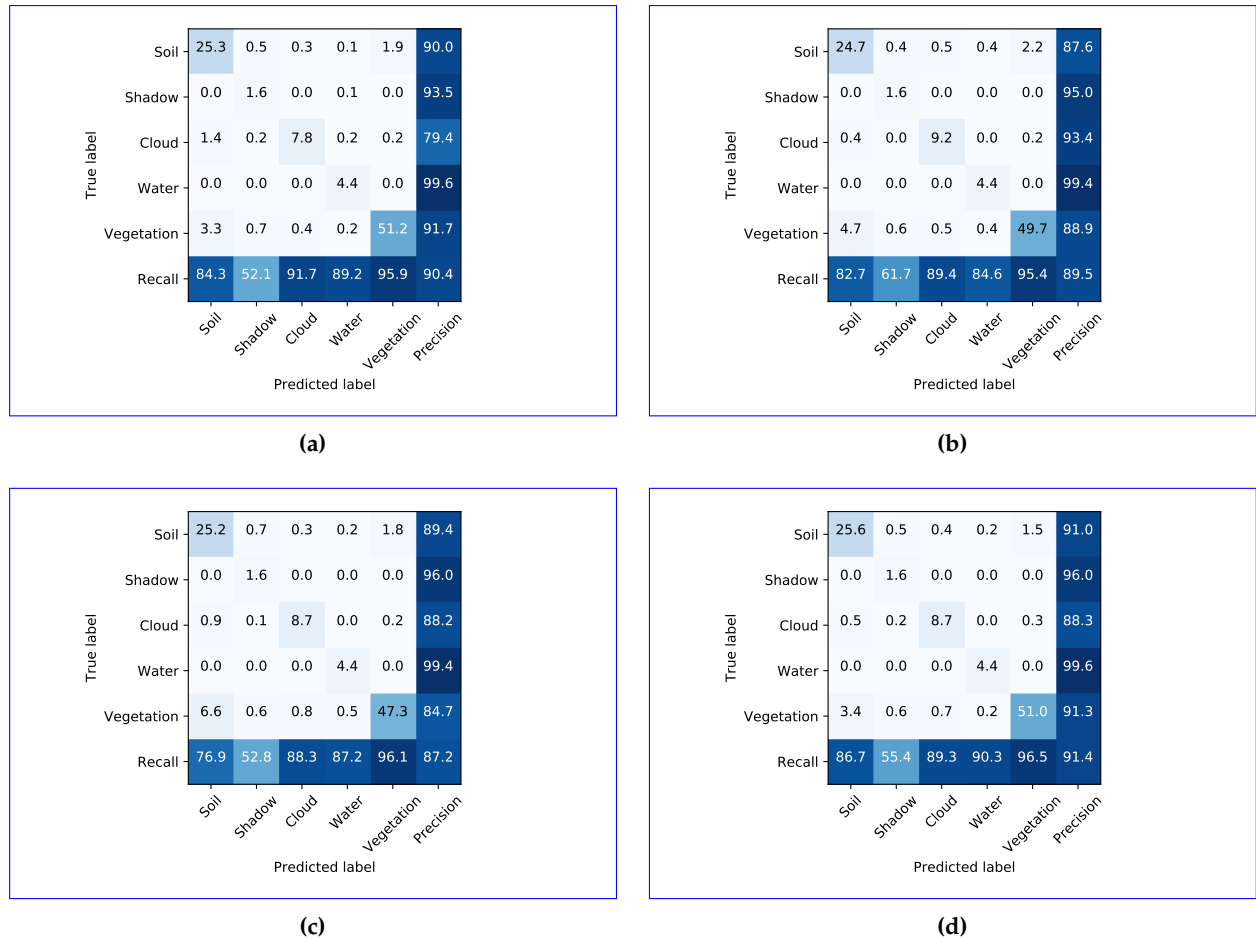 True label
Soil 25.3 0.5 0.3 0.1 1.9 90.0
Shadow 0.0 1.6 0.0 0.1 0.0 93.5
Cloud 1.4 0.2 7.8 0.2 0.2 79.4
Water 0.0 0.0 0.0 4.4 0.0 99.6
Vegetation 3.3 0.7 0.4 0.2 51.2 91.7
Recall 84.3 52.1 91.7 89.2 95.9 90.4
Soil Shadow Cloud Water Vegetation Precision
Predicted label
(a)
True label
Soil 24.7 0.4 0.5 0.4 2.2 87.6
Shadow 0.0 1.6 0.0 0.0 0.0 95.0
Cloud 0.4 0.0 9.2 0.0 0.2 93.4
Water 0.0 0.0 0.0 4.4 0.0 99.4
Vegetation 4.7 0.6 0.5 0.4 49.7 88.9
Recall 82.7 61.7 89.4 84.6 95.4 89.5
Soil Shadow Cloud Water Vegetation Precision
Predicted label
(b)
True label
Soil 25.2 0.7 0.3 0.2 1.8 89.4
Shadow 0.0 1.6 0.0 0.0 0.0 96.0
Cloud 0.9 0.1 8.7 0.0 0.2 88.2
Water 0.0 0.0 0.0 4.4 0.0 99.4
Vegetation 6.6 0.6 0.8 0.5 47.3 84.7
Recall 76.9 52.8 88.3 87.2 96.1 87.2
Soil Shadow Cloud Water Vegetation Precision
Predicted label
(c)
True label
Soil 25.6 0.5 0.4 0.2 1.5 91.0
Shadow 0.0 1.6 0.0 0.0 0.0 96.0
Cloud 0.5 0.2 8.7 0.0 0.3 88.3
Water 0.0 0.0 0.0 4.4 0.0 99.6
Vegetation 3.4 0.6 0.7 0.2 51.0 91.3
Recall 86.7 55.4 89.3 90.3 96.5 91.4
Soil Shadow Cloud Water Vegetation Precision
Predicted label
(d)